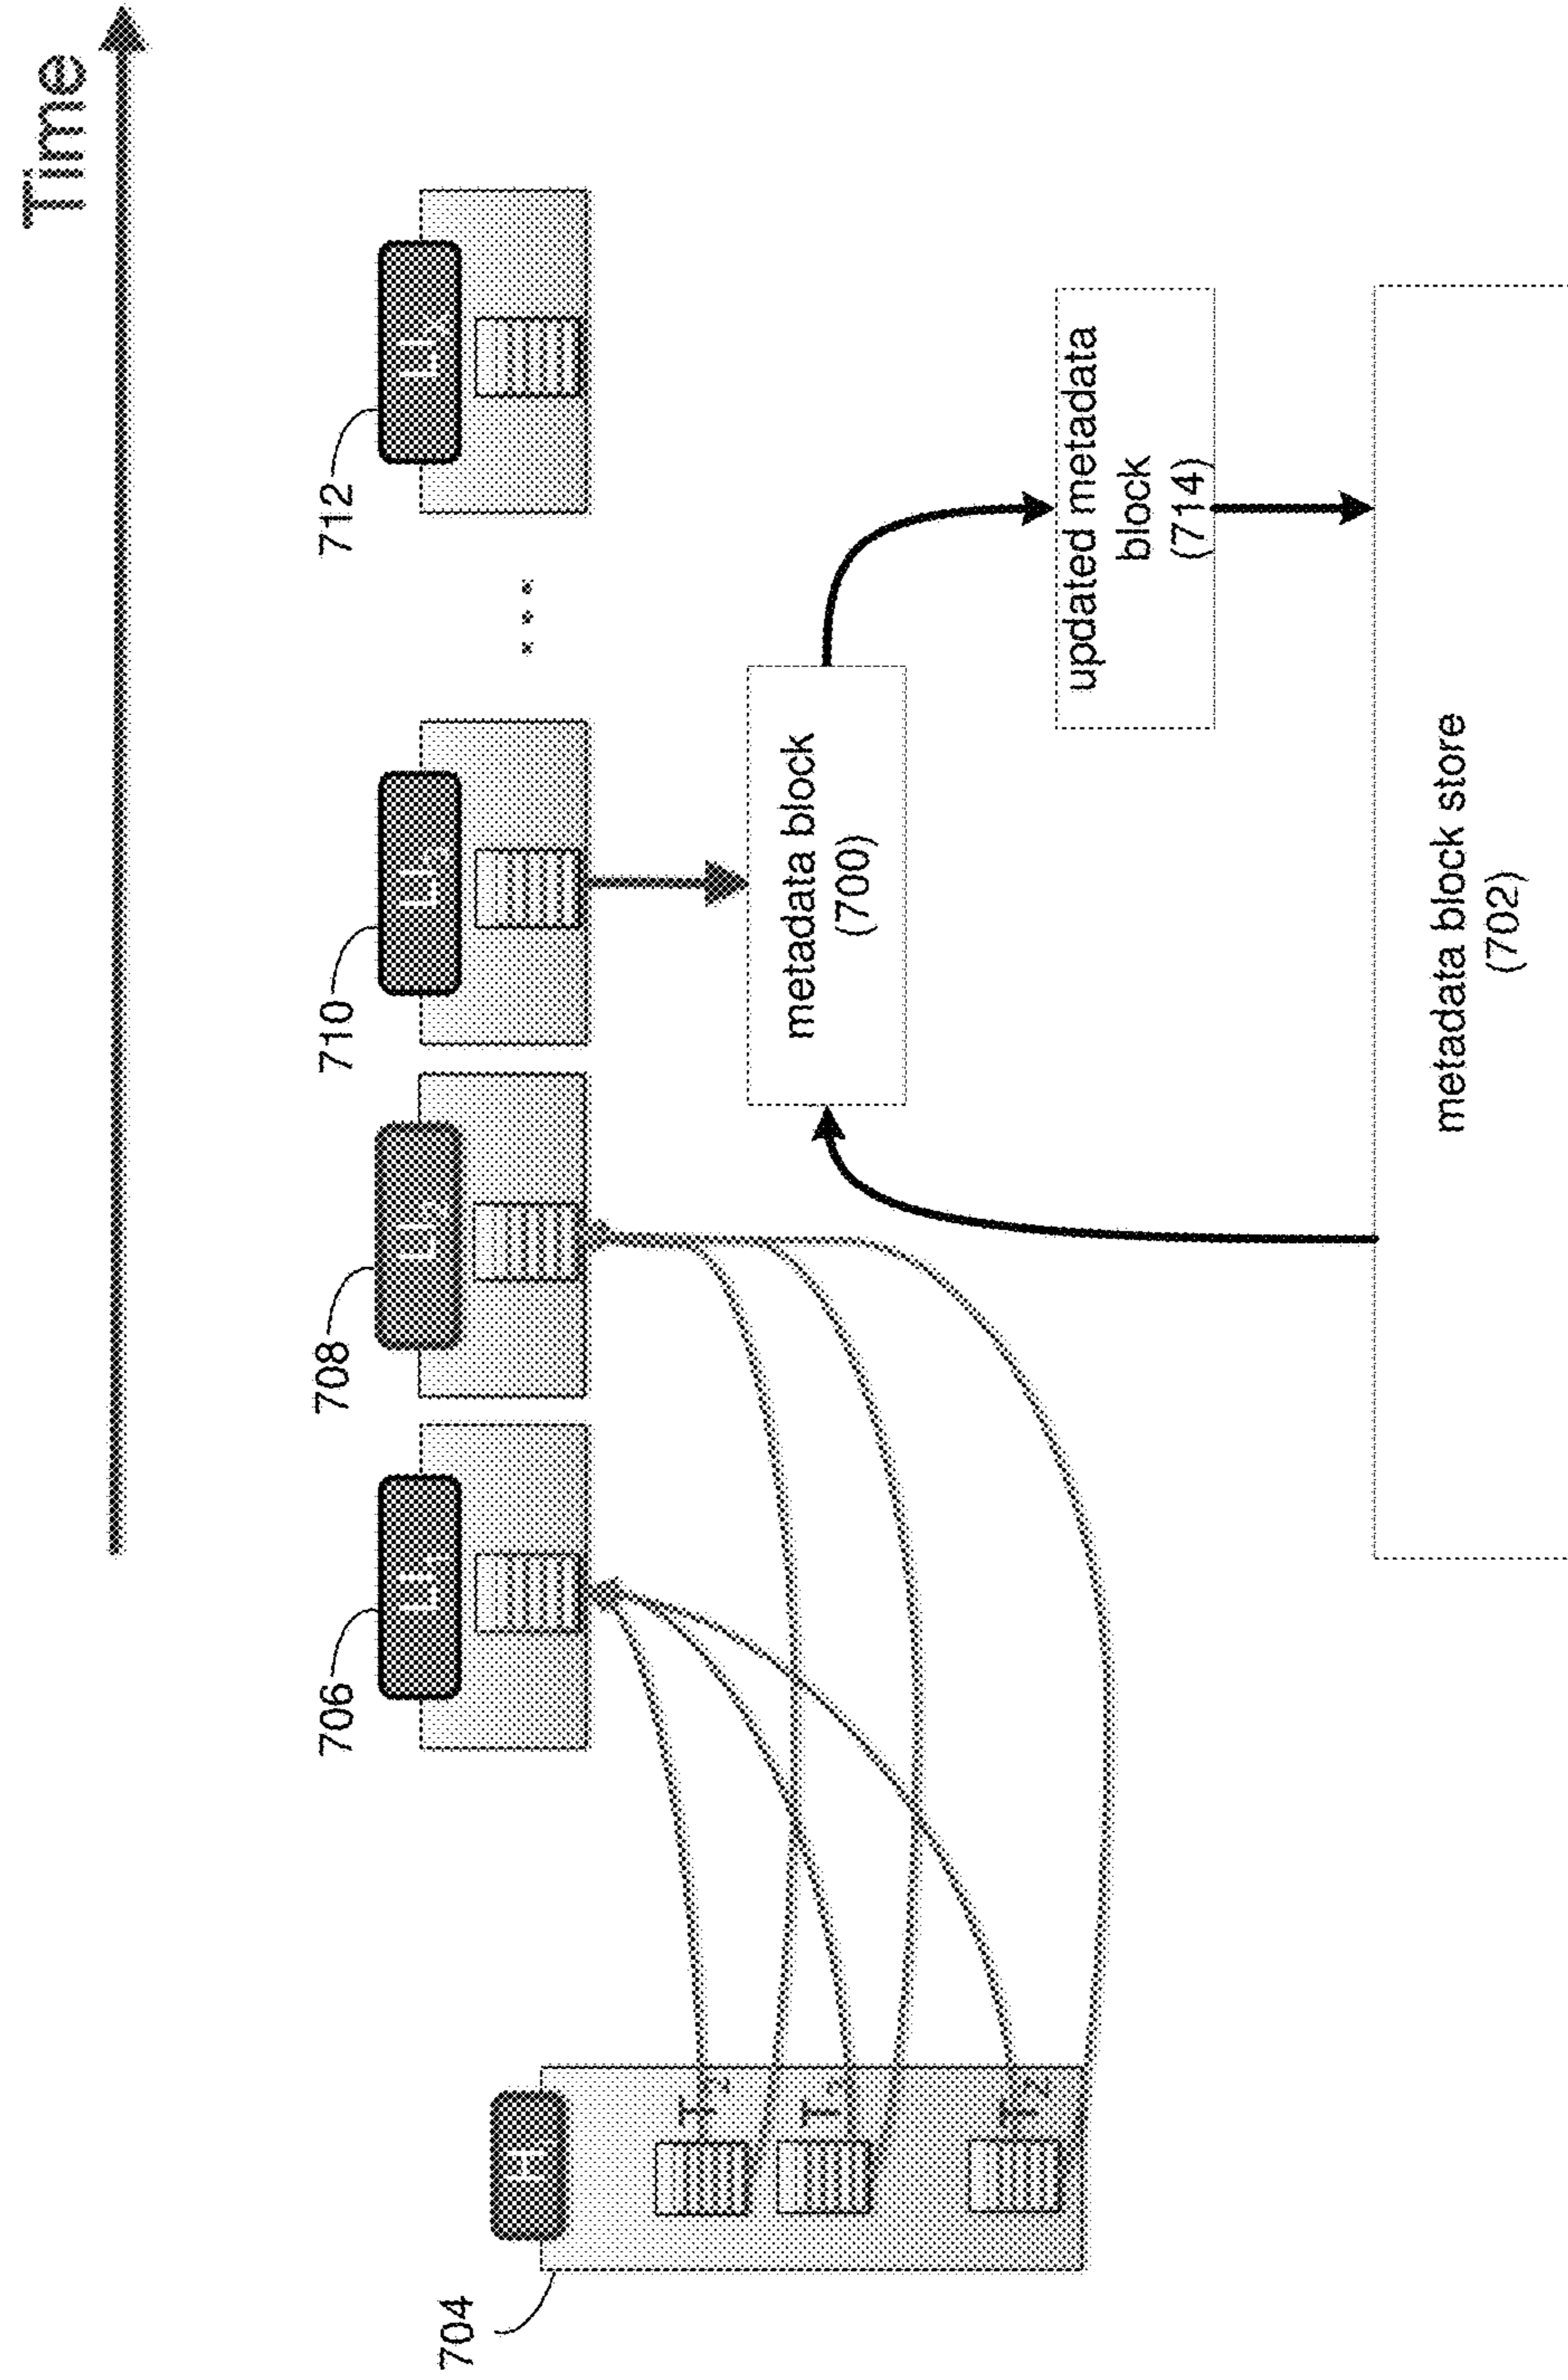 Time
712
710
708
706
704
H
metadata block
(700)
updated metadata
block
(714)
metadata block store
(702)